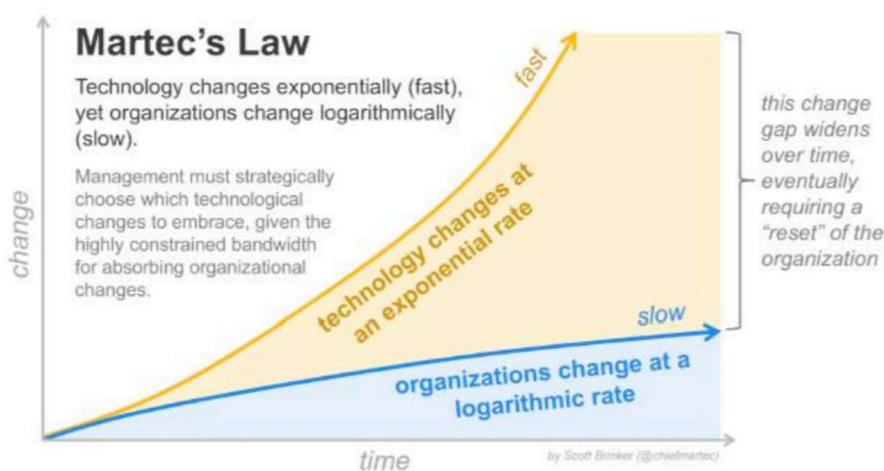 Martec's Law
Technology changes exponentially (fast),
yet organizations change logarithmically
(slow).
Management must strategically
choose which technological
changes to embrace, given the
highly constrained bandwidth
for absorbing organizational
changes.
change
fast
technology changes at
an exponential rate
slow
organizations change at a
logarithmic rate
this change
gap widens
over time,
eventually
requiring a
“reset” of the
organization
time
by Scott Brinker (@chiefmartec)